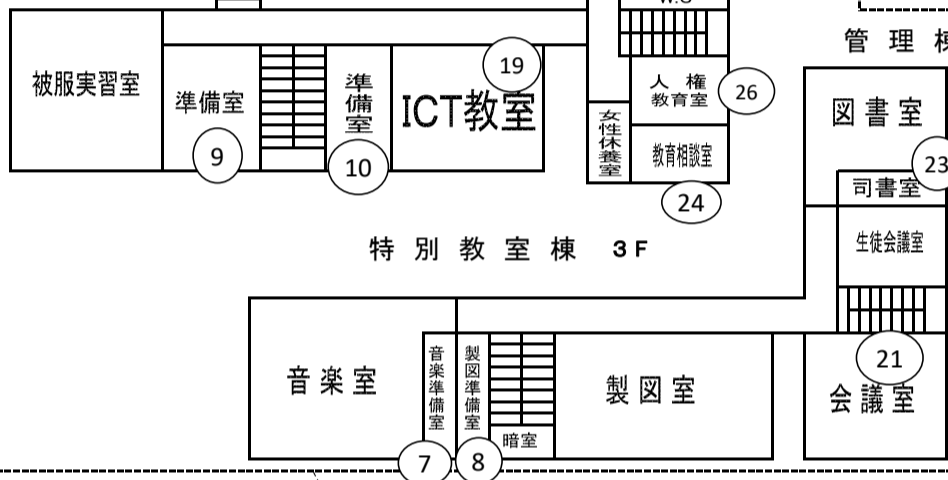 W.C
管理棟
被服実習室
準備室
準備室
ICT教室
19
人権
教育室
26
女性休養室
教育相談室
図書室
23
司書室
9
10
24
特別教室棟 3F
生徒会議室
音楽室
音楽準備室
製図準備室
暗室
製図室
21
会議室
7
8